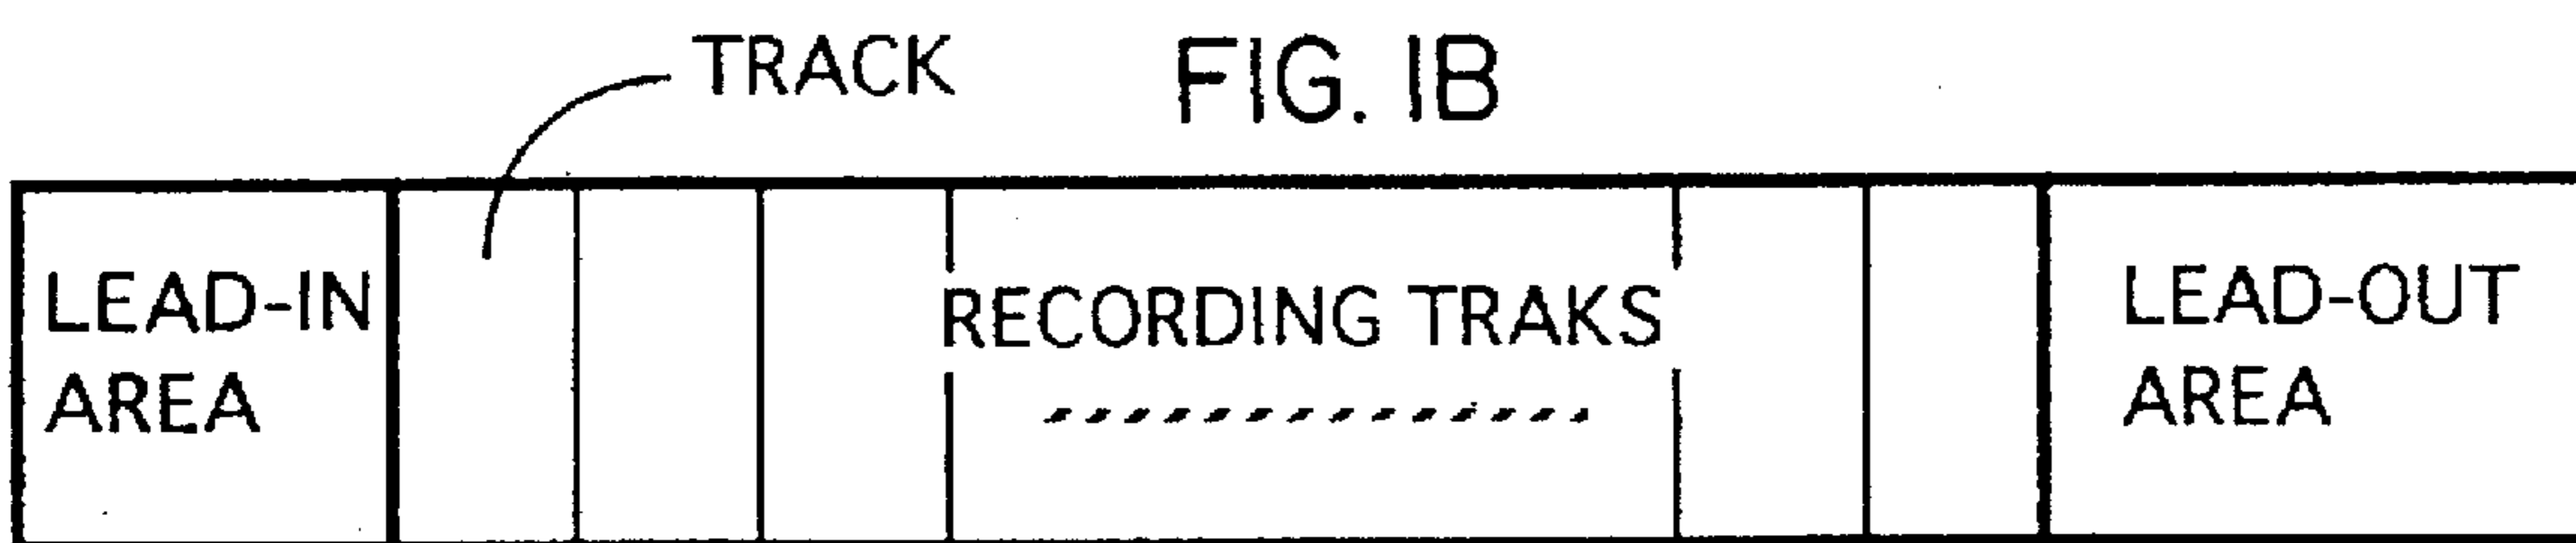 TRACK
FIG. 1B
LEAD-IN
AREA
RECORDING TRAKS
LEAD-OUT
AREA